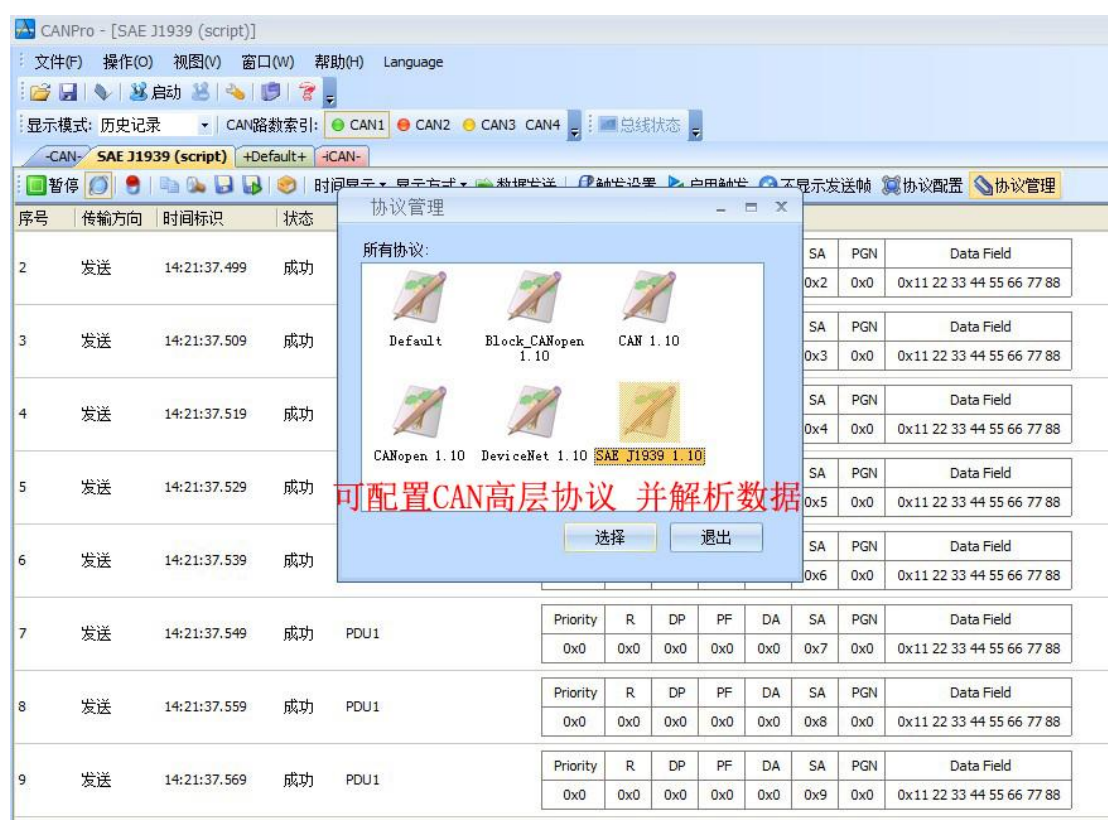 CANPro - [SAE J1939 (script)]
文件(F) 操作(O) 视图(V) 窗口(W) 帮助(H) Language
启动
显示模式: 历史记录 CAN路数索引: CAN1 CAN2 CAN3 CAN4 总线状态
-CAN- SAE J1939 (script) +Default+ -iCAN-
暂停 时间显示 显示方式 数据发送 触发设置 启用触发 不显示发送帧 协议配置 协议管理
序号 传输方向 时间标识 状态
协议管理
所有协议:
Default Block_CANopen 1.10 CAN 1.10
CANopen 1.10 DeviceNet 1.10 SAE J1939 1.10
可配置CAN高层协议 并解析数据
选择 退出
SA PGN Data Field
2 发送 14:21:37.499 成功 0x2 0x0 0x11 22 33 44 55 66 77 88
SA PGN Data Field
3 发送 14:21:37.509 成功 0x3 0x0 0x11 22 33 44 55 66 77 88
SA PGN Data Field
4 发送 14:21:37.519 成功 0x4 0x0 0x11 22 33 44 55 66 77 88
SA PGN Data Field
5 发送 14:21:37.529 成功 0x5 0x0 0x11 22 33 44 55 66 77 88
SA PGN Data Field
6 发送 14:21:37.539 成功 0x6 0x0 0x11 22 33 44 55 66 77 88
Priority R DP PF DA SA PGN Data Field
7 发送 14:21:37.549 成功 PDU1 0x0 0x0 0x0 0x0 0x0 0x7 0x0 0x11 22 33 44 55 66 77 88
Priority R DP PF DA SA PGN Data Field
8 发送 14:21:37.559 成功 PDU1 0x0 0x0 0x0 0x0 0x0 0x8 0x0 0x11 22 33 44 55 66 77 88
Priority R DP PF DA SA PGN Data Field
9 发送 14:21:37.569 成功 PDU1 0x0 0x0 0x0 0x0 0x0 0x9 0x0 0x11 22 33 44 55 66 77 88